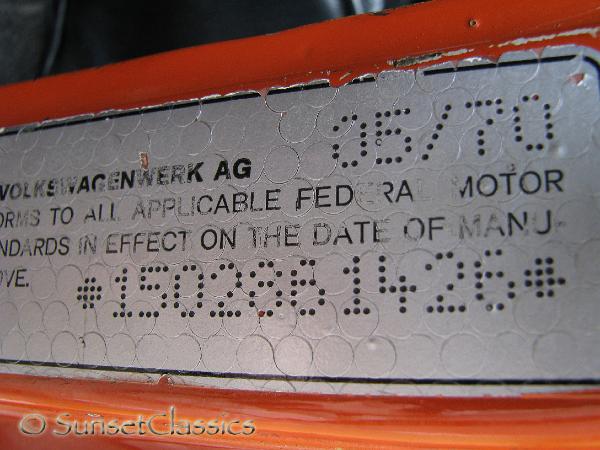 VOLKSWAGENWERK AG 06/70
ORMS TO ALL APPLICABLE FEDERAL MOTOR
NDARDS IN EFFECT ON THE DATE OF MANU-
OVE.
*1502861426*
© SunsetClassics